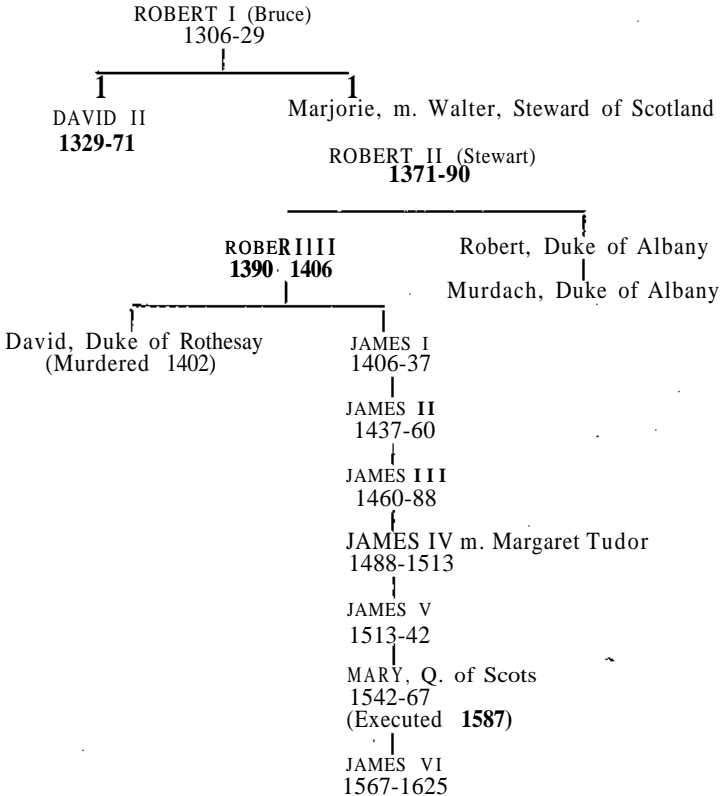 ROBERT I (Bruce)
1306-29
1 1
DAVID II
1329-71
Marjorie, m. Walter, Steward of Scotland
ROBERT II (Stewart)
1371-90
ROBERIlII
1390 1406
Robert, Duke of Albany
Murdach, Duke of Albany
David, Duke of Rothesay
(Murdered 1402)
JAMES I
1406-37
JAMES II
1437-60
JAMES III
1460-88
JAMES IV m. Margaret Tudor
1488-1513
JAMES V
1513-42
MARY, Q. of Scots
1542-67
(Executed 1587)
JAMES VI
1567-1625